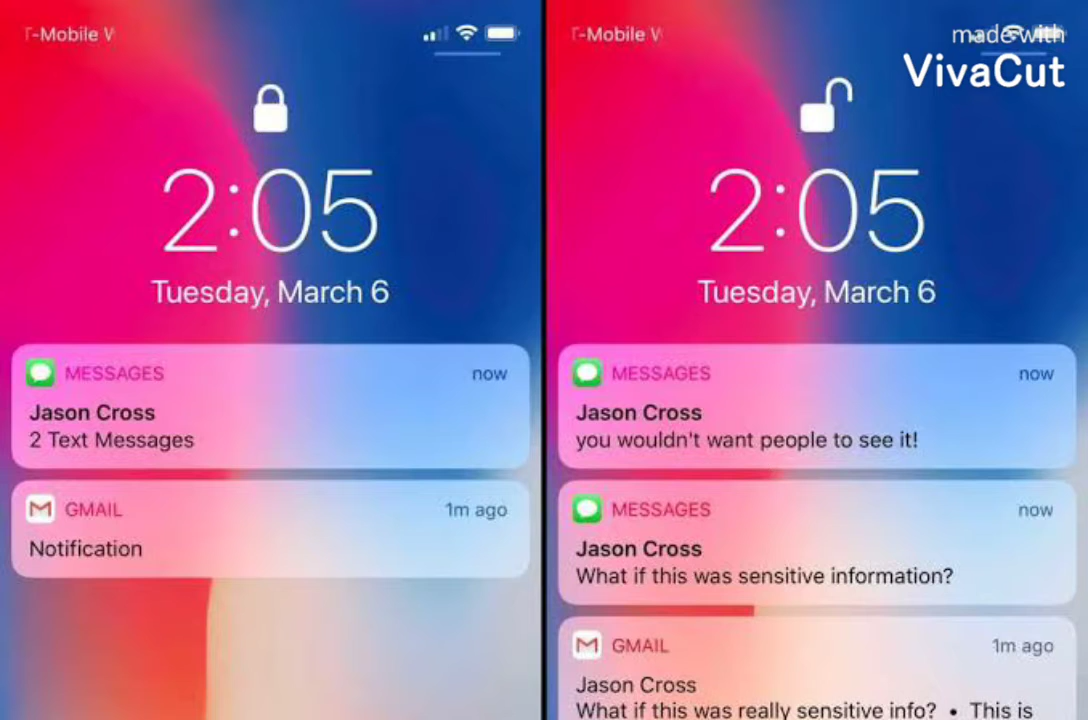 T-Mobile
2:05
Tuesday, March 6
MESSAGES now
Jason Cross
2 Text Messages
GMAIL 1m ago
Notification
T-Mobile
made with
VivaCut
2:05
Tuesday, March 6
MESSAGES now
Jason Cross
you wouldn't want people to see it!
MESSAGES now
Jason Cross
What if this was sensitive information?
GMAIL 1m ago
Jason Cross
What if this was really sensitive info? • This is